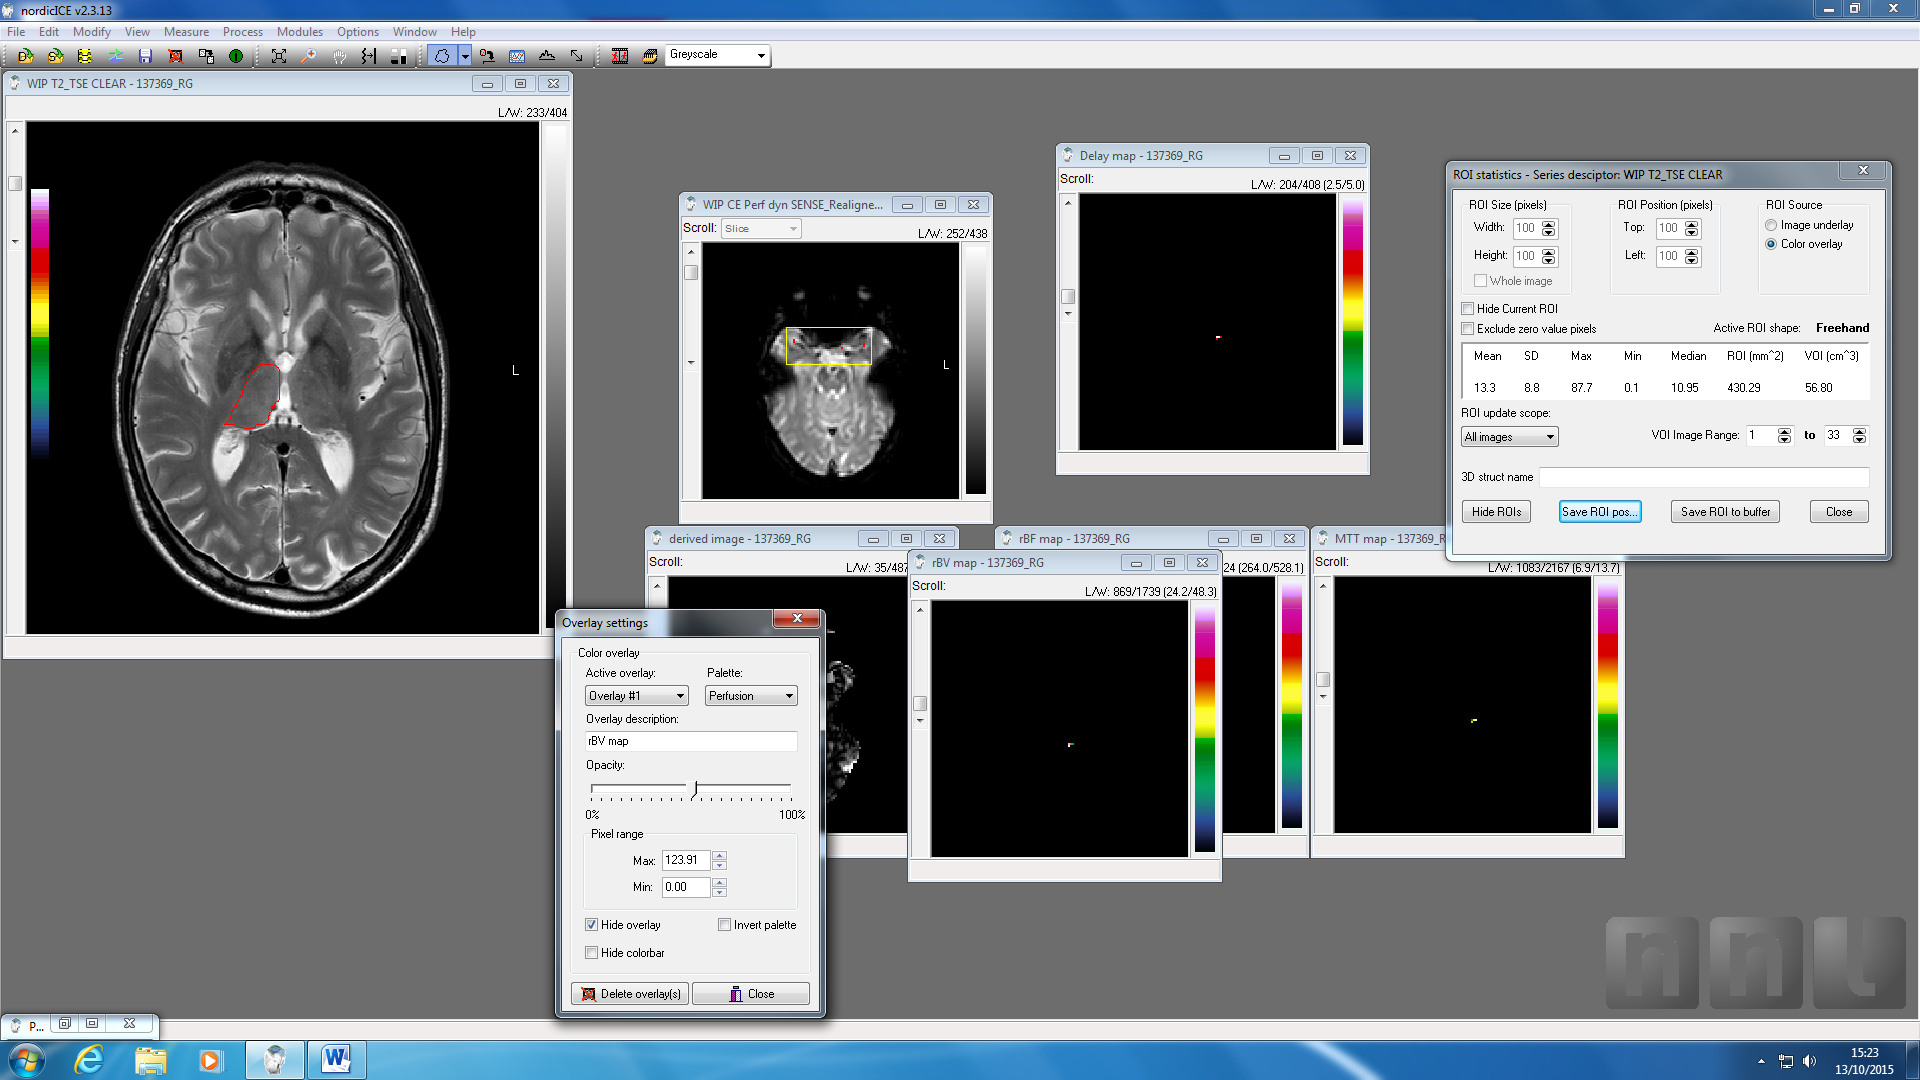 nordicICE v2.3.13
File Edit Modify View Measure Process Modules Options Window Help
Greyscale
WIP T2_TSE CLEAR - 137369_RG
L/W: 233/404
L
WIP CE Perf dyn SENSE_Realigne...
Scroll: Slice
L/W: 252/438
L
Delay map - 137369_RG
Scroll:
L/W: 204/408 (2.5/5.0)
ROI statistics - Series desciptor: WIP T2_TSE CLEAR
ROI Size (pixels) ROI Position (pixels) ROI Source
Width: 100 Top: 100 Image underlay
Color overlay
Height: 100 Left: 100
Whole image
Hide Current ROI
Exclude zero value pixels Active ROI shape: Freehand
Mean SD Max Min Median ROI (mm^2) VOI (cm^3)
13.3 8.8 87.7 0.1 10.95 430.29 56.80
ROI update scope:
All images VOI Image Range: 1 to 33
3D struct name
Hide ROIs Save ROI pos... Save ROI to buffer Close
derived image - 137369_RG
Scroll:
L/W: 35/487
rBF map - 137369_RG
24 (264.0/528.1)
MTT map - 137369_R
Scroll:
L/W: 1083/2167 (6.9/13.7)
rBV map - 137369_RG
Scroll:
L/W: 869/1739 (24.2/48.3)
Overlay settings
Color overlay
Active overlay: Palette:
Overlay #1 Perfusion
Overlay description:
rBV map
Opacity:
0% 100%
Pixel range
Max: 123.91
Min: 0.00
Hide overlay Invert palette
Hide colorbar
Delete overlay(s) Close
nnl
P...
15:23
13/10/2015